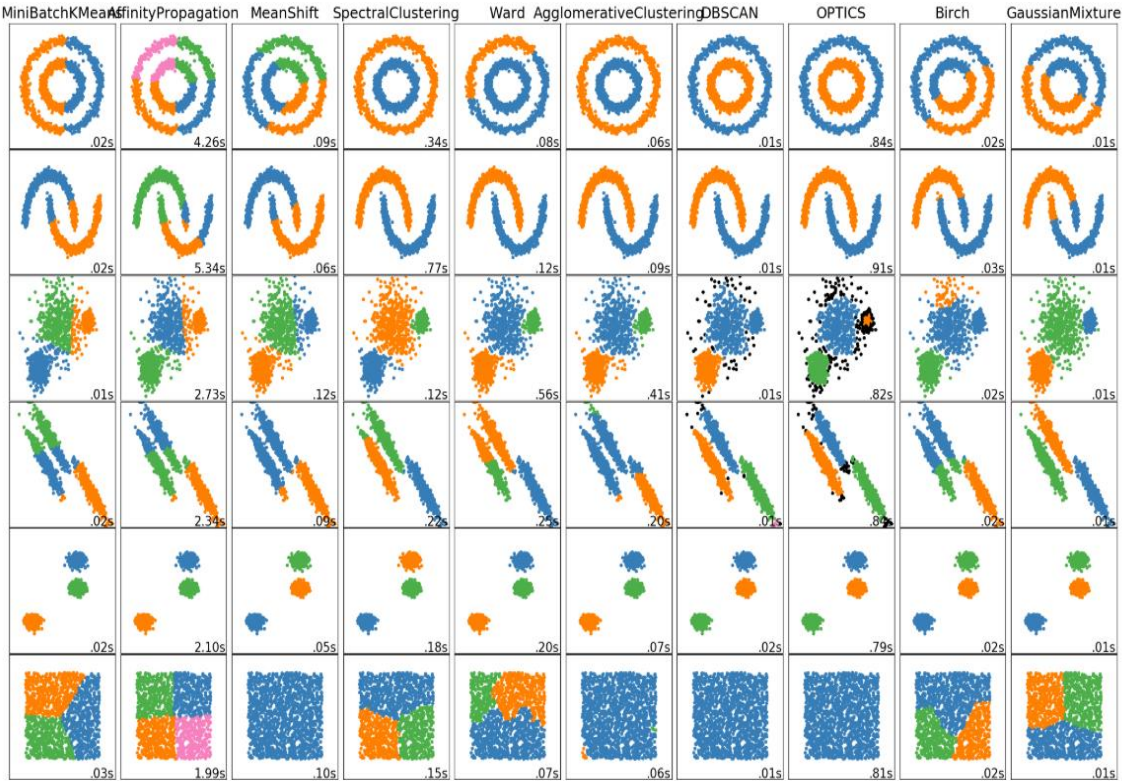 MiniBatchKMeans AffinityPropagation MeanShift SpectralClustering Ward AgglomerativeClustering DBSCAN OPTICS Birch GaussianMixture
.02s 4.26s .09s .34s .08s .06s .01s .84s .02s .01s
.02s 5.34s .06s .77s .12s .09s .01s .91s .03s .01s
.01s 2.73s .12s .12s .56s .41s .01s .82s .02s .01s
.02s 2.34s .09s .22s .25s .20s .01s .02s .01s
.02s 2.10s .05s .18s .20s .07s .02s .79s .02s .01s
.03s 1.99s .10s .15s .07s .06s .01s .81s .02s .01s